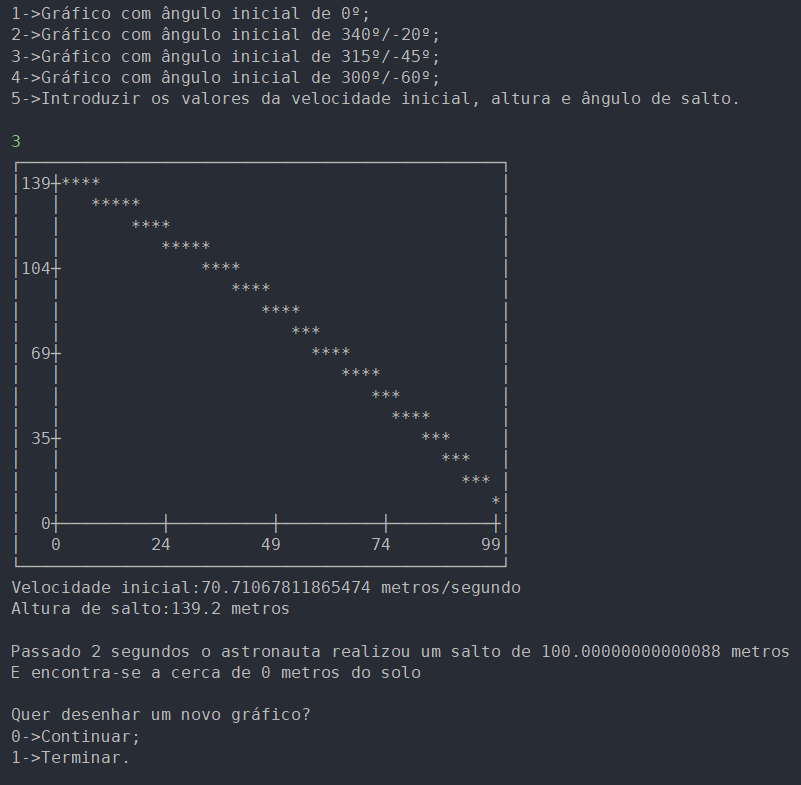 1->Gráfico com ângulo inicial de 0º;
2->Gráfico com ângulo inicial de 340º/-20º;
3->Gráfico com ângulo inicial de 315º/-45º;
4->Gráfico com ângulo inicial de 300º/-60º;
5->Introduzir os valores da velocidade inicial, altura e ângulo de salto.
3
139 ****
*****
****
*****
104 ****
****
****
***
69 ****
****
***
****
35 ***
***
***
*
0
0 24 49 74 99
Velocidade inicial:70.71067811865474 metros/segundo
Altura de salto:139.2 metros
Passado 2 segundos o astronauta realizou um salto de 100.00000000000088 metros
E encontra-se a cerca de 0 metros do solo
Quer desenhar um novo gráfico?
0->Continuar;
1->Terminar.